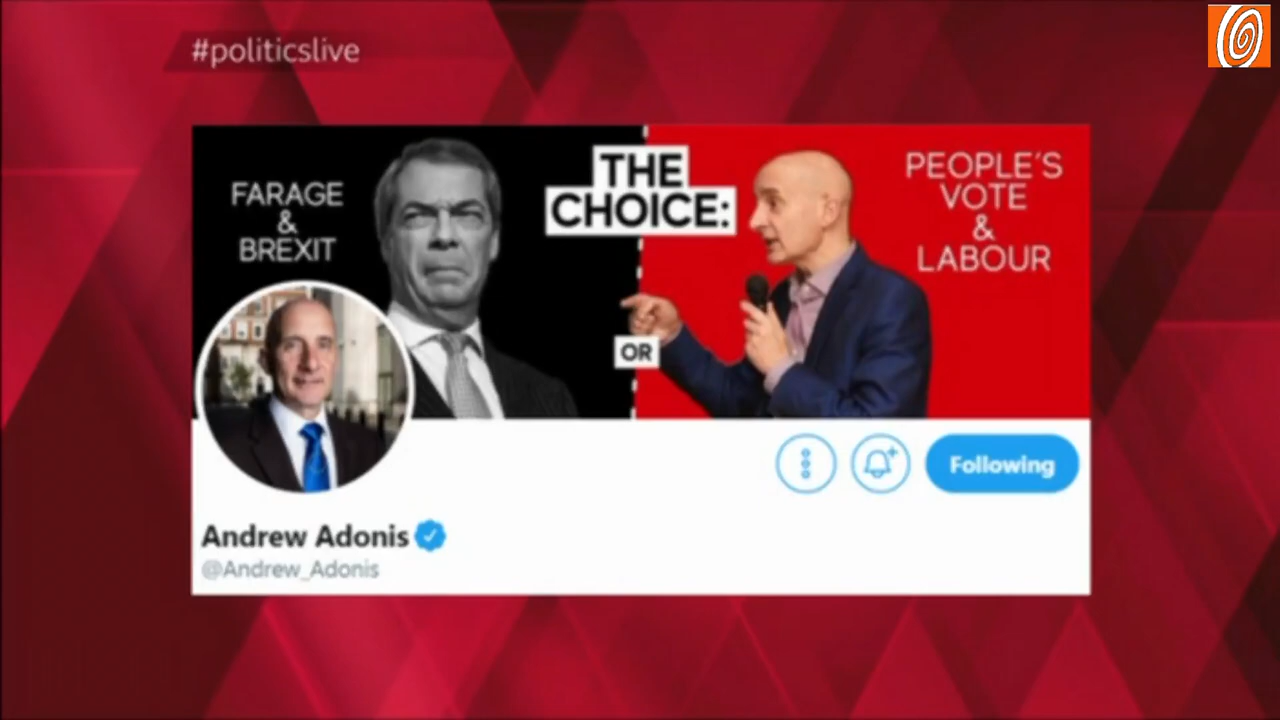 #politicslive
FARAGE
&
BREXIT
THE
CHOICE:
OR
PEOPLE'S
VOTE
&
LABOUR
Following
Andrew Adonis
@Andrew_Adonis